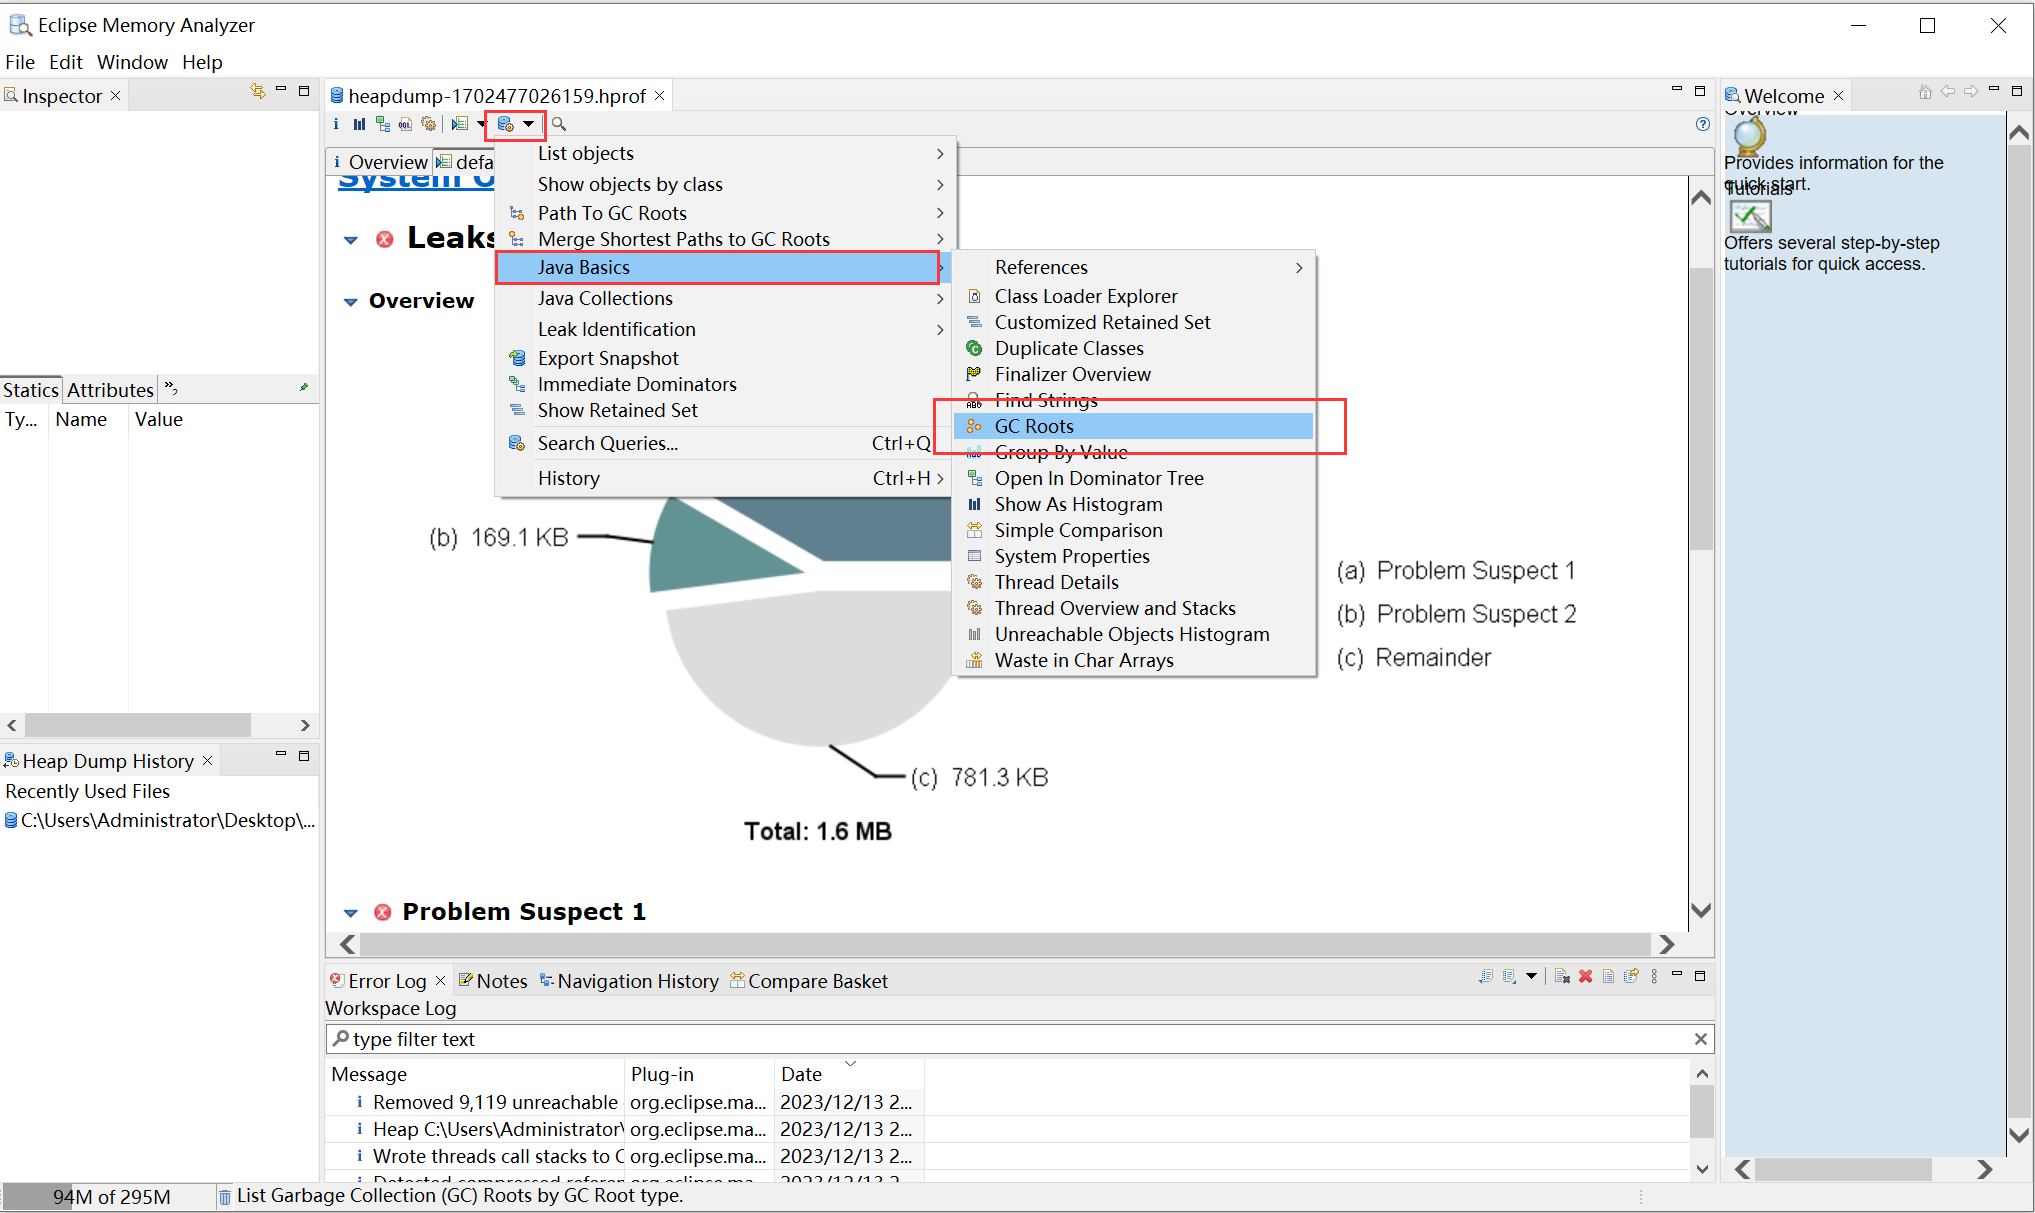 Eclipse Memory Analyzer
File Edit Window Help
Inspector
Statics Attributes »2
Ty... Name Value
Heap Dump History
Recently Used Files
C:\Users\Administrator\Desktop\...
heapdump-1702477026159.hprof
i Overview defa
System O
Leaks
Overview
List objects
Show objects by class
Path To GC Roots
Merge Shortest Paths to GC Roots
Java Basics
Java Collections
Leak Identification
Export Snapshot
Immediate Dominators
Show Retained Set
Search Queries... Ctrl+Q
History Ctrl+H
References
Class Loader Explorer
Customized Retained Set
Duplicate Classes
Finalizer Overview
Find Strings
GC Roots
Group By Value
Open In Dominator Tree
Show As Histogram
Simple Comparison
System Properties
Thread Details
Thread Overview and Stacks
Unreachable Objects Histogram
Waste in Char Arrays
(b) 169.1 KB
(c) 781.3 KB
Total: 1.6 MB
(a) Problem Suspect 1
(b) Problem Suspect 2
(c) Remainder
Problem Suspect 1
Welcome
Overview
Provides information for the
quick start.
Tutorials
Offers several step-by-step
tutorials for quick access.
Error Log Notes Navigation History Compare Basket
Workspace Log
type filter text
Message Plug-in Date
Removed 9,119 unreachable org.eclipse.ma... 2023/12/13 2...
Heap C:\Users\Administrator\ org.eclipse.ma... 2023/12/13 2...
Wrote threads call stacks to C org.eclipse.ma... 2023/12/13 2...
Detected compressed referen org.eclipse.ma... 2023/12/13 2...
94M of 295M
List Garbage Collection (GC) Roots by GC Root type.